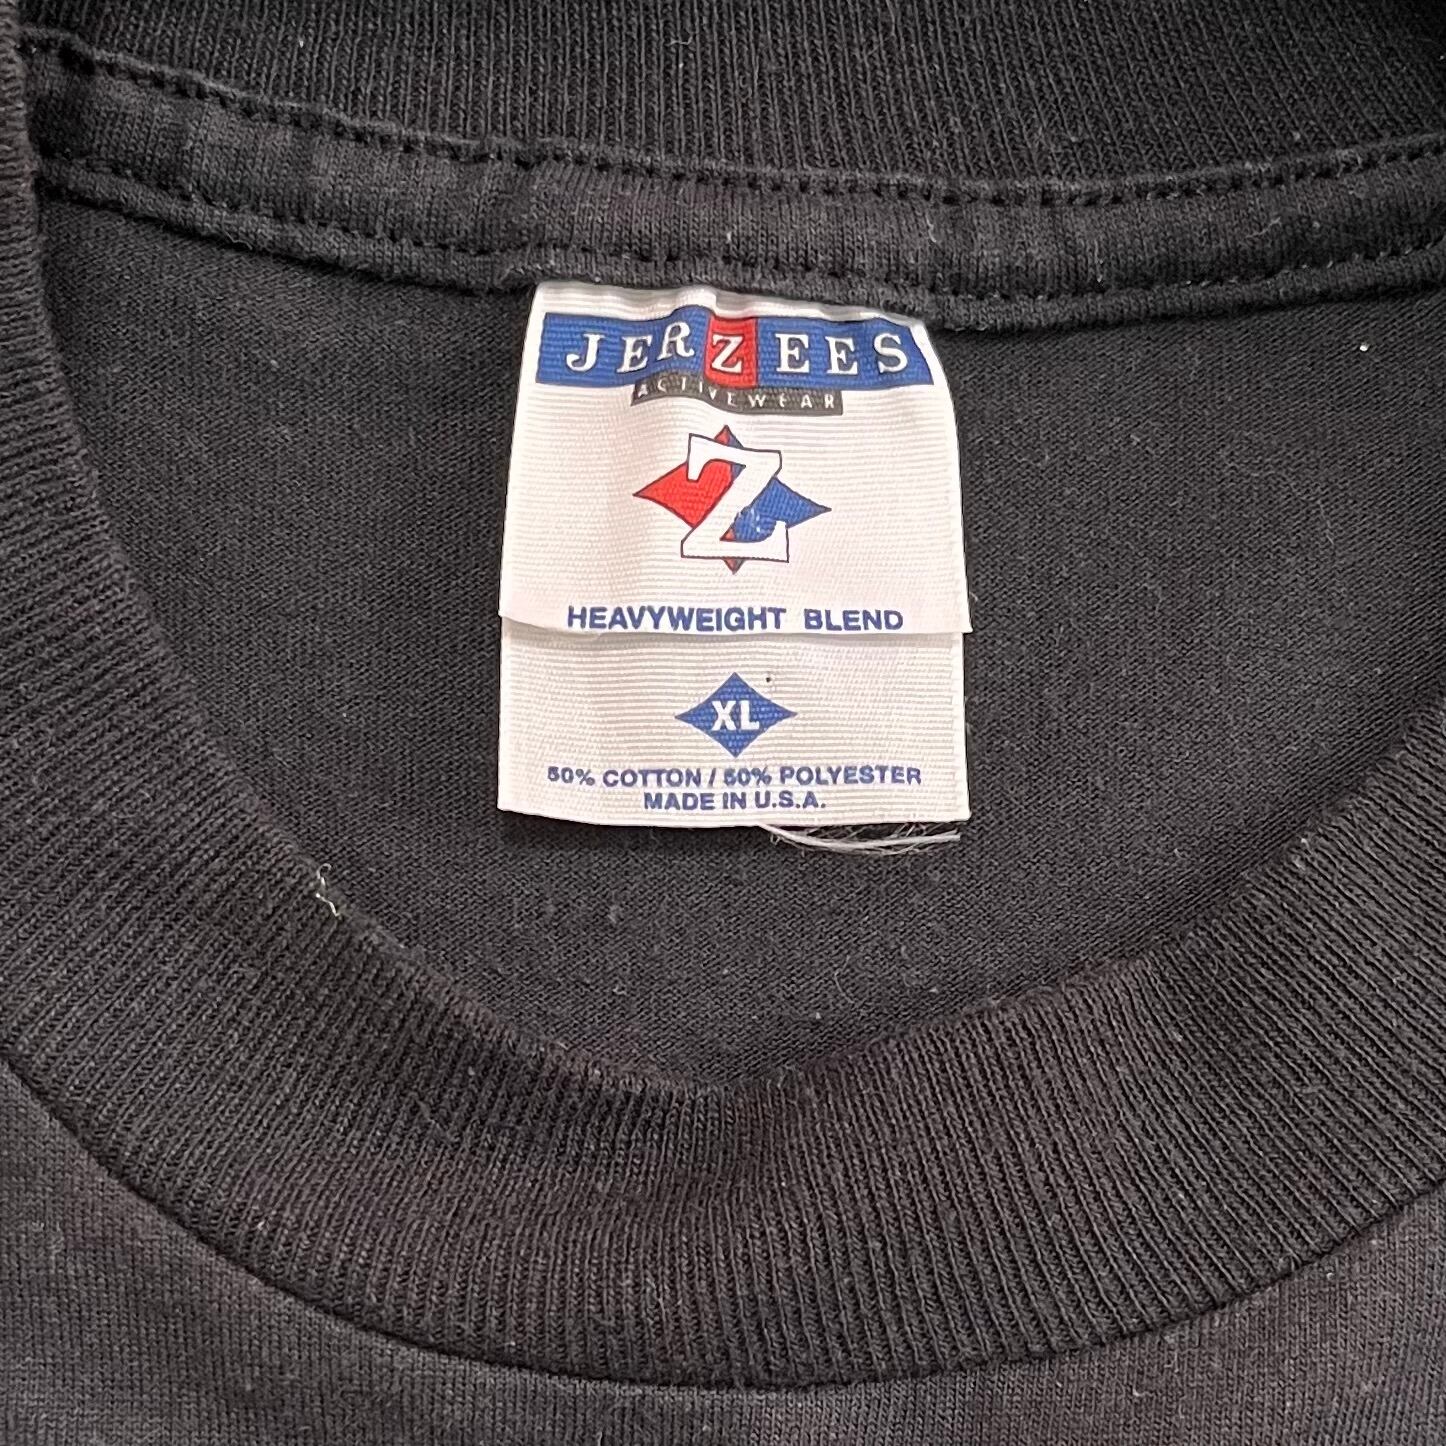 JERZEES
ACTIVEWEAR
Z
HEAVYWEIGHT BLEND
XL
50% COTTON / 50% POLYESTER
MADE IN U.S.A.